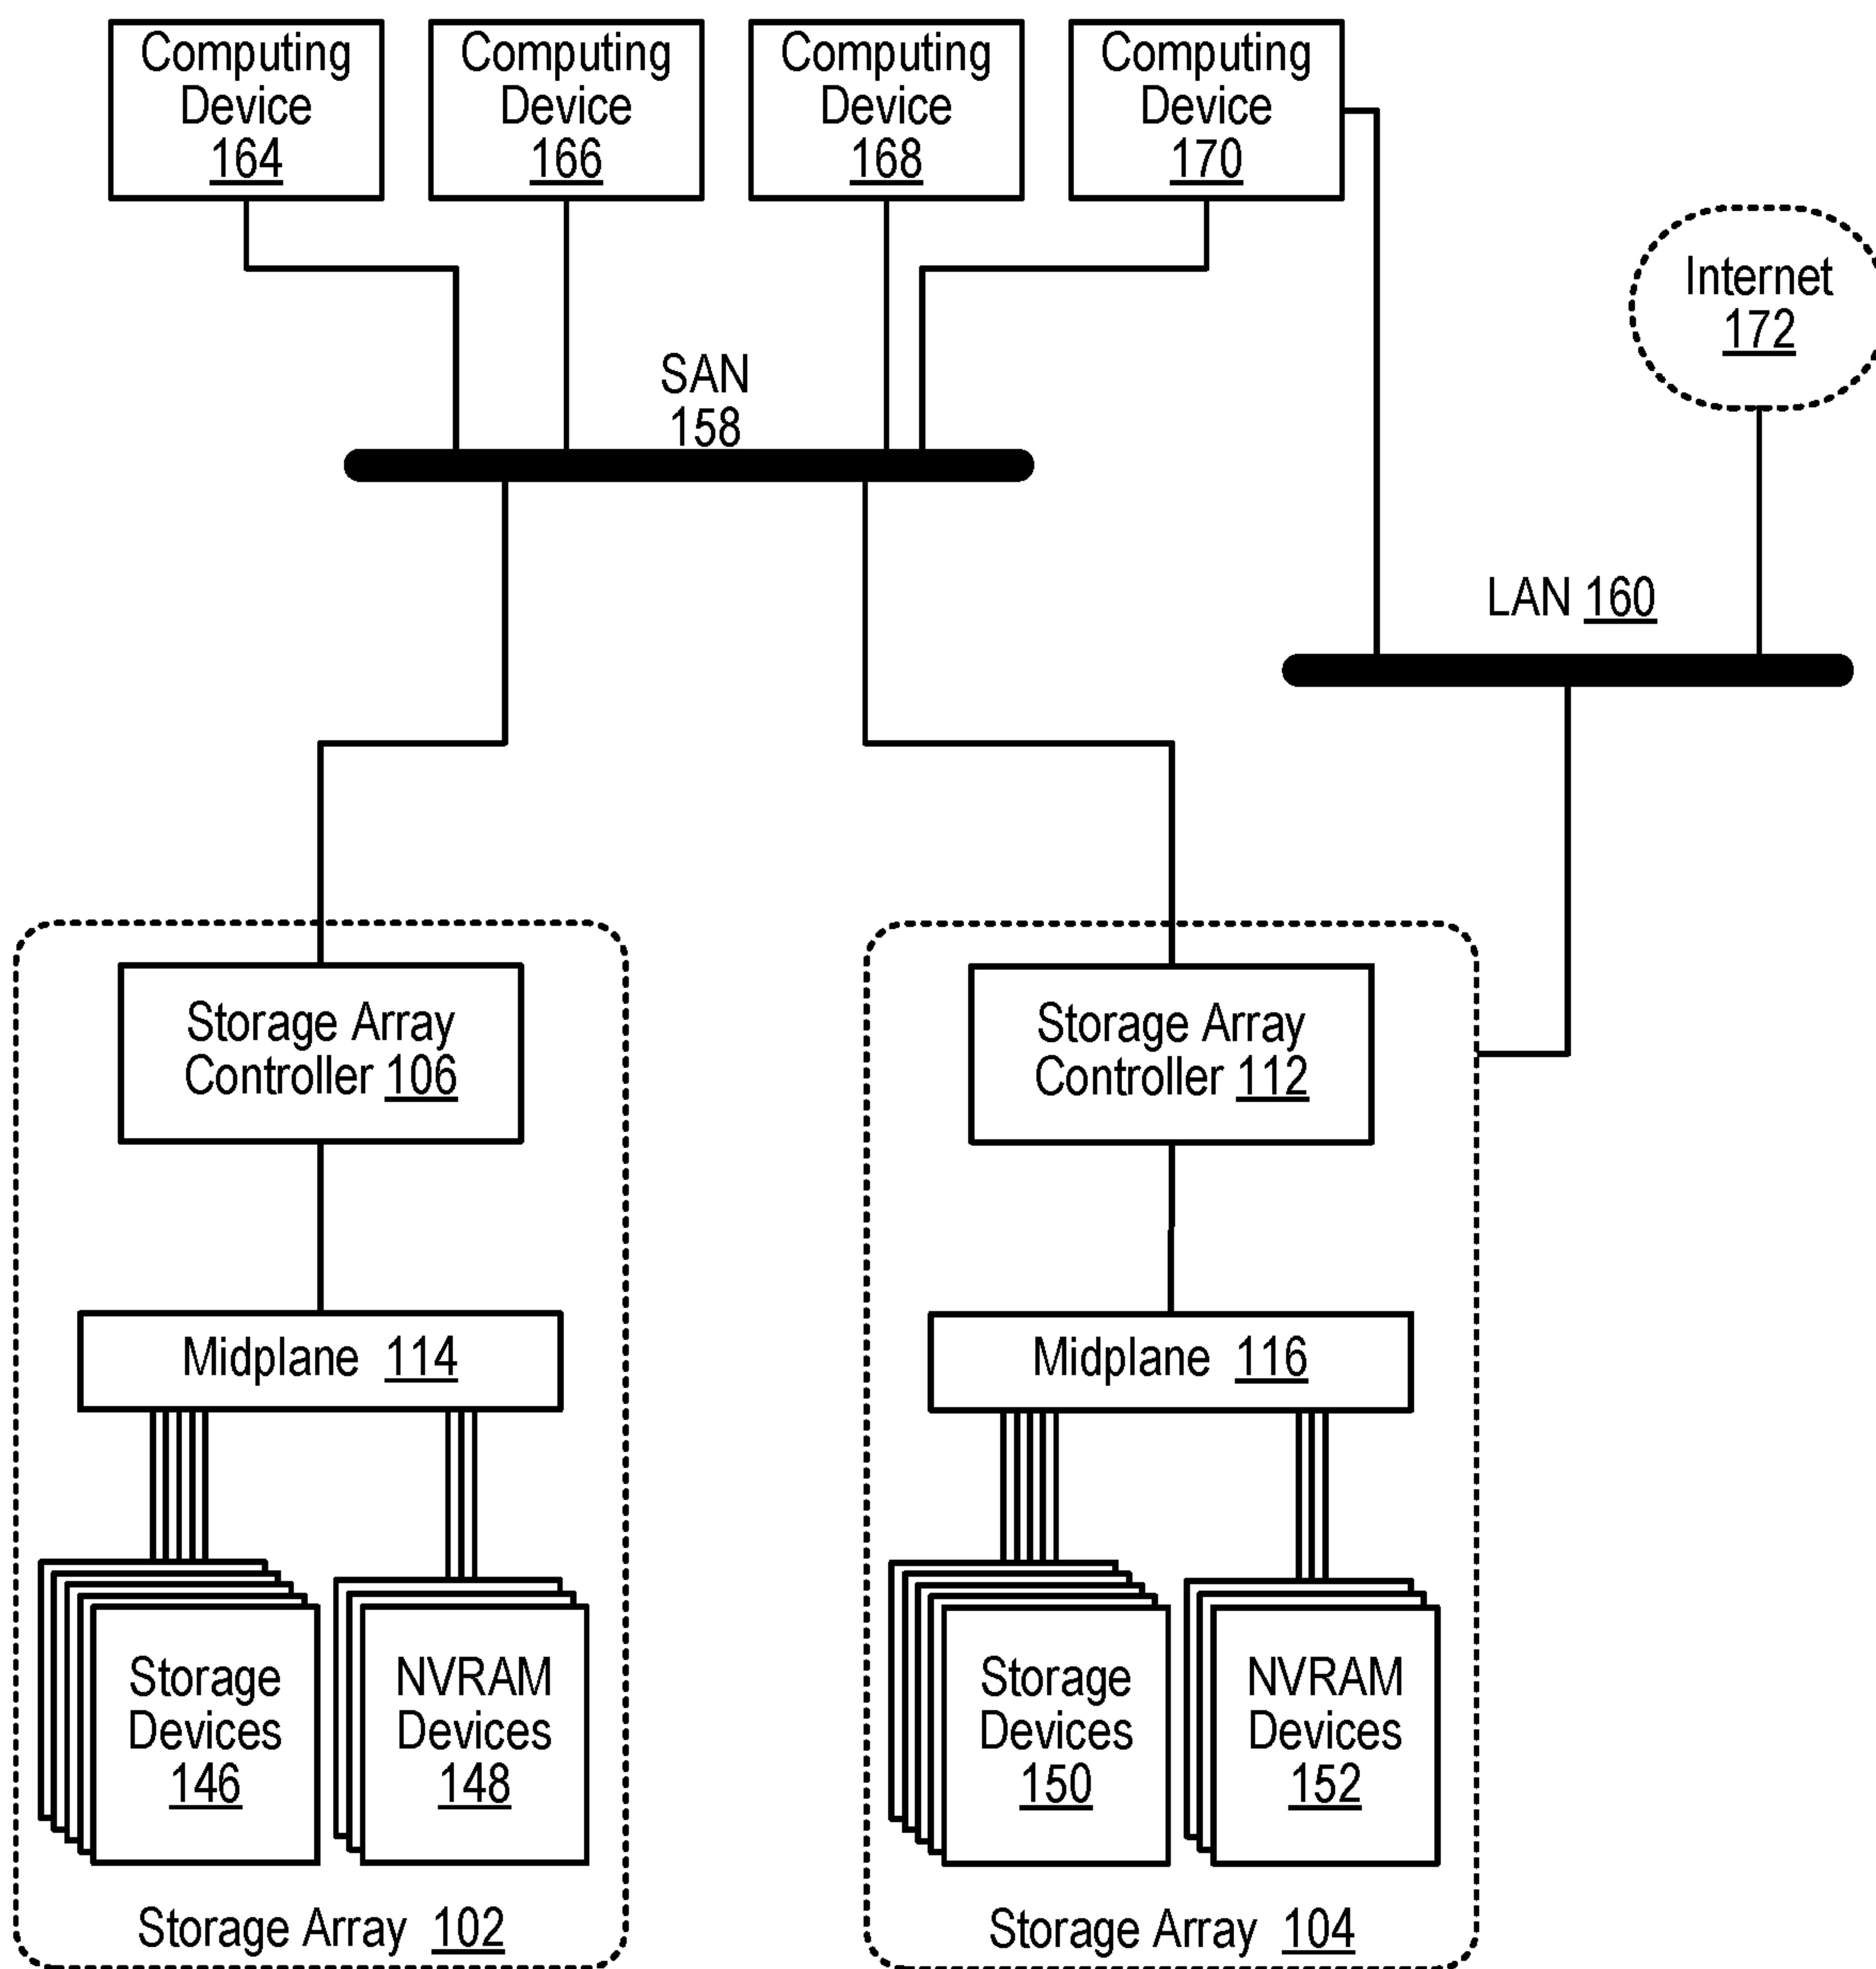 Computing
Device
164
Computing
Device
166
Computing
Device
168
Computing
Device
170
Internet
172
SAN
158
LAN 160
Storage Array
Controller 106
Storage Array
Controller 112
Midplane 114
Midplane 116
Storage
Devices
146
NVRAM
Devices
148
Storage
Devices
150
NVRAM
Devices
152
Storage Array 102
Storage Array 104